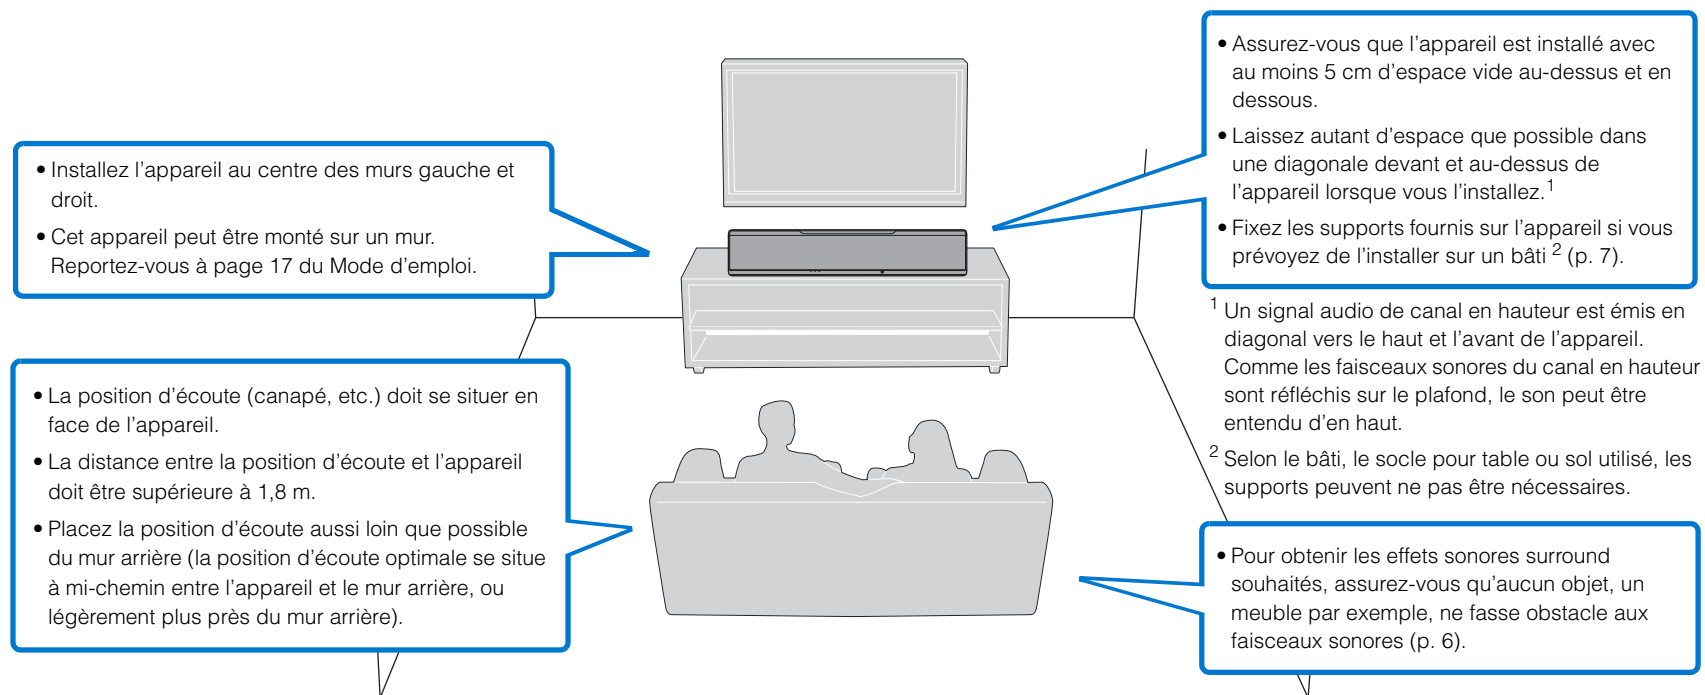 • Installez l’appareil au centre des murs gauche et
droit.
• Cet appareil peut être monté sur un mur.
Reportez-vous à page 17 du Mode d’emploi.
• La position d’écoute (canapé, etc.) doit se situer en
face de l’appareil.
• La distance entre la position d’écoute et l’appareil
doit être supérieure à 1,8 m.
• Placez la position d’écoute aussi loin que possible
du mur arrière (la position d’écoute optimale se situe
à mi-chemin entre l’appareil et le mur arrière, ou
légèrement plus près du mur arrière).
• Assurez-vous que l’appareil est installé avec
au moins 5 cm d’espace vide au-dessus et en
dessous.
• Laissez autant d’espace que possible dans
une diagonale devant et au-dessus de
l’appareil lorsque vous l’installez.1
• Fixez les supports fournis sur l’appareil si vous
prévoyez de l’installer sur un bâti 2 (p. 7).
1 Un signal audio de canal en hauteur est émis en
diagonal vers le haut et l’avant de l’appareil.
Comme les faisceaux sonores du canal en hauteur
sont réfléchis sur le plafond, le son peut être
entendu d’en haut.
2 Selon le bâti, le socle pour table ou sol utilisé, les
supports peuvent ne pas être nécessaires.
• Pour obtenir les effets sonores surround
souhaités, assurez-vous qu’aucun objet, un
meuble par exemple, ne fasse obstacle aux
faisceaux sonores (p. 6).